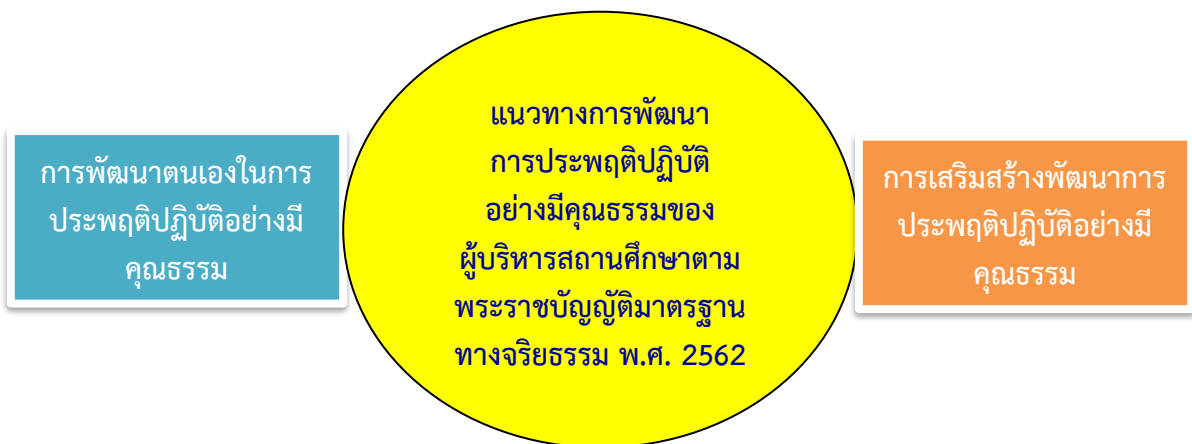 การพัฒนาตนเองในการ
ประพฤติปฏิบัติอย่างมี
คุณธรรม
แนวทางการพัฒนา
การประพฤติปฏิบัติ
อย่างมีคุณธรรมของ
ผู้บริหารสถานศึกษาตาม
พระราชบัญญัติมาตรฐาน
ทางจริยธรรม พ.ศ. 2562
การเสริมสร้างพัฒนาการ
ประพฤติปฏิบัติอย่างมี
คุณธรรม